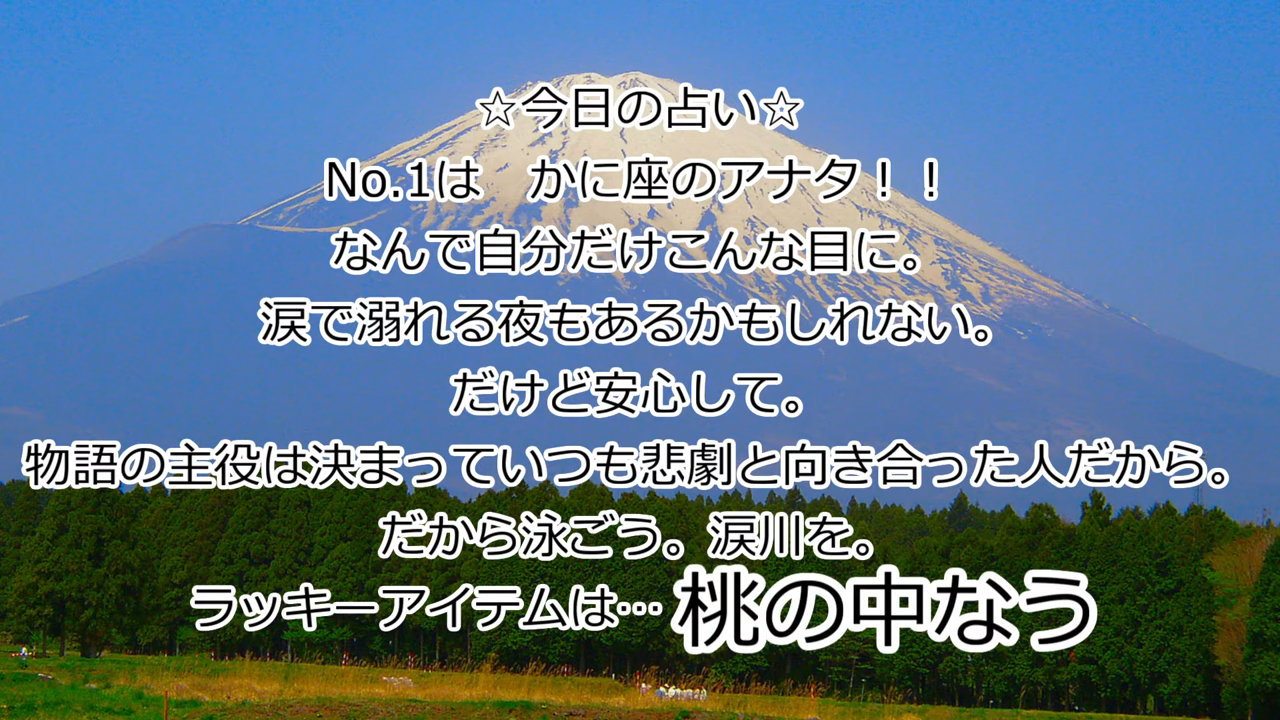 ☆今日の占い☆
No.1は　かに座のアナタ！！
なんで自分だけこんな目に。
涙で溺れる夜もあるかもしれない。
だけど安心して。
物語の主役は決まっていつも悲劇と向き合った人だから。
だから泳ごう。涙川を。
ラッキーアイテムは…桃の中なう